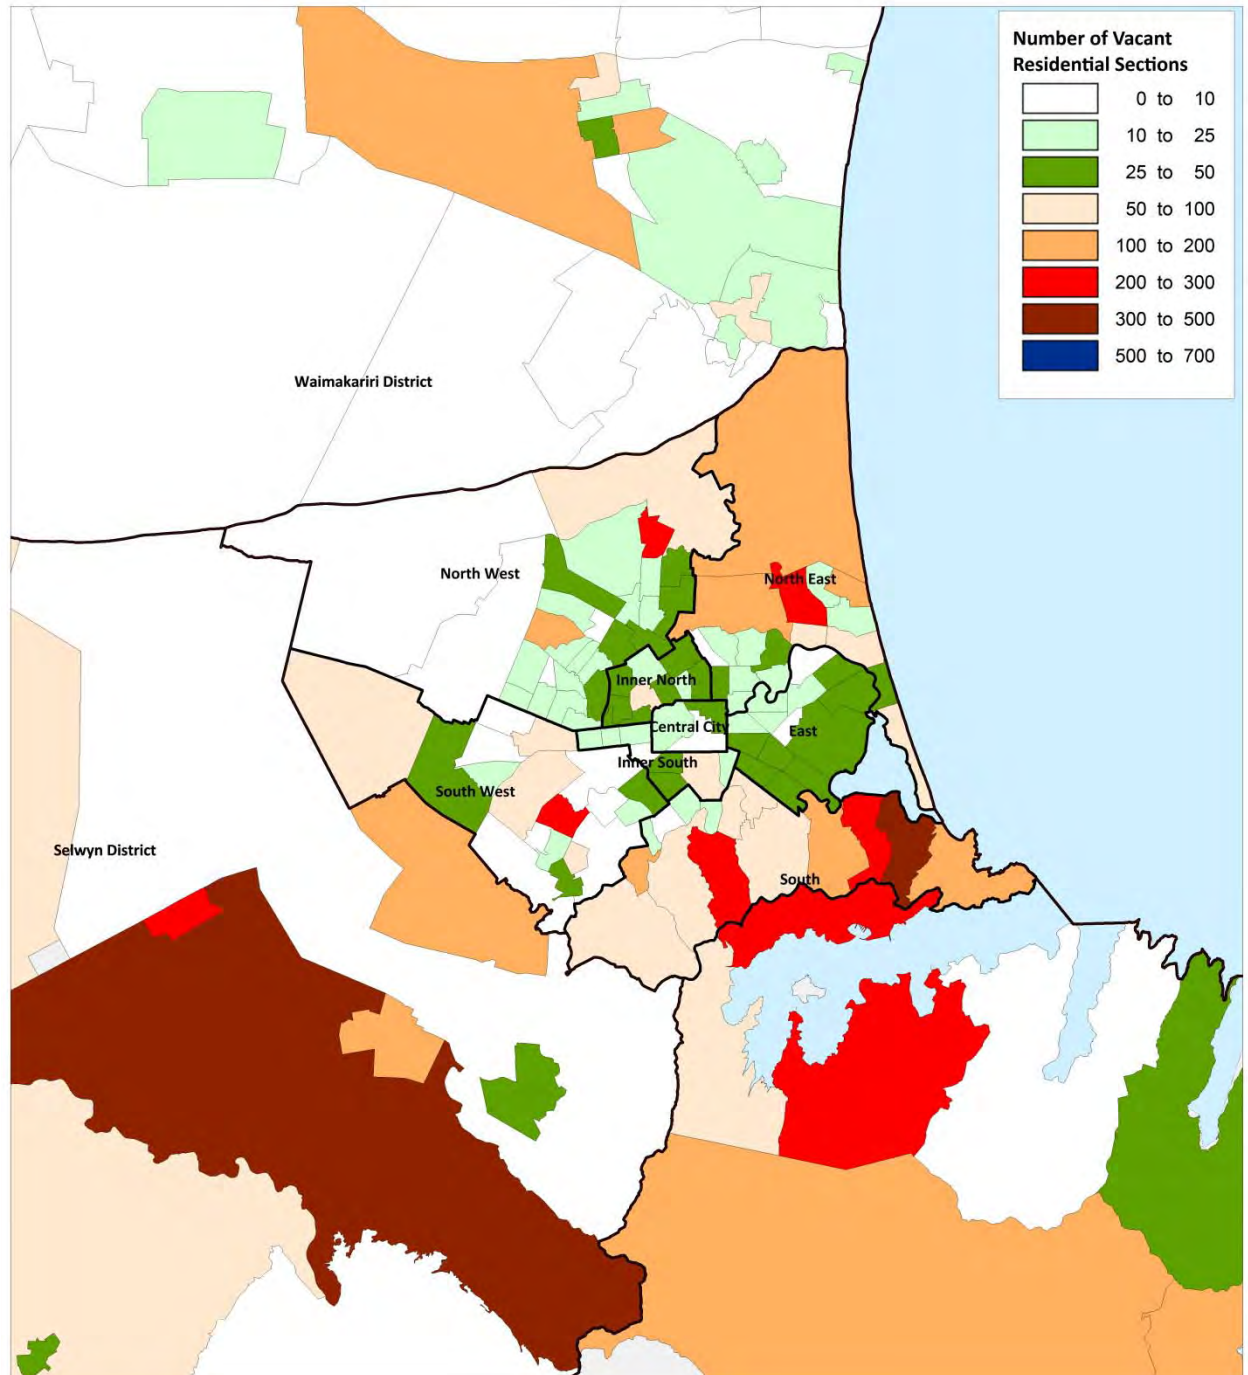 Number of Vacant
Residential Sections
0 to 10
10 to 25
25 to 50
50 to 100
100 to 200
200 to 300
300 to 500
500 to 700
Waimakariri District
North West
North East
Inner North
Central City
East
Inner South
South West
Selwyn District
South